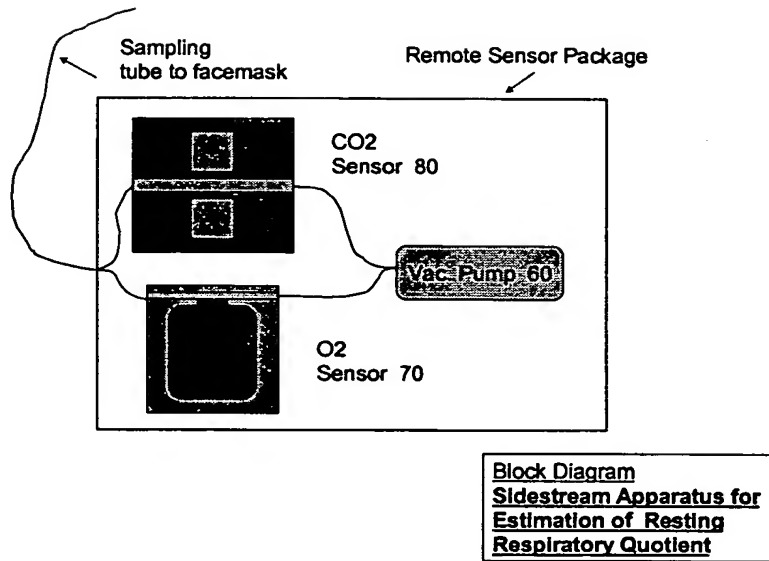 Sampling
tube to facemask
Remote Sensor Package
CO2
Sensor 80
Vac Pump 60
O2
Sensor 70
Block Diagram
Sidestream Apparatus for
Estimation of Resting
Respiratory Quotient